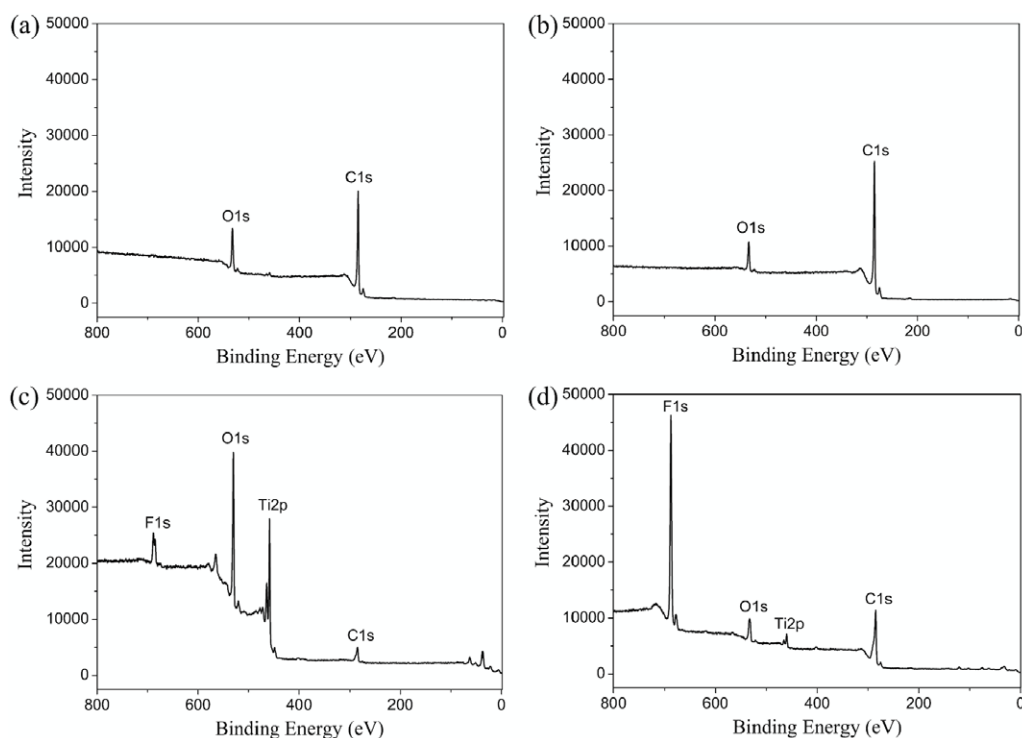 (a)
50000
40000
30000
20000
10000
0
Intensity
O1s
C1s
800 600 400 200 0
Binding Energy (eV)
(b)
50000
40000
30000
20000
10000
0
Intensity
O1s
C1s
800 600 400 200 0
Binding Energy (eV)
(c)
50000
40000
30000
20000
10000
0
Intensity
F1s
O1s
Ti2p
C1s
800 600 400 200 0
Binding Energy (eV)
(d)
50000
40000
30000
20000
10000
0
Intensity
F1s
O1s
Ti2p
C1s
800 600 400 200 0
Binding Energy (eV)